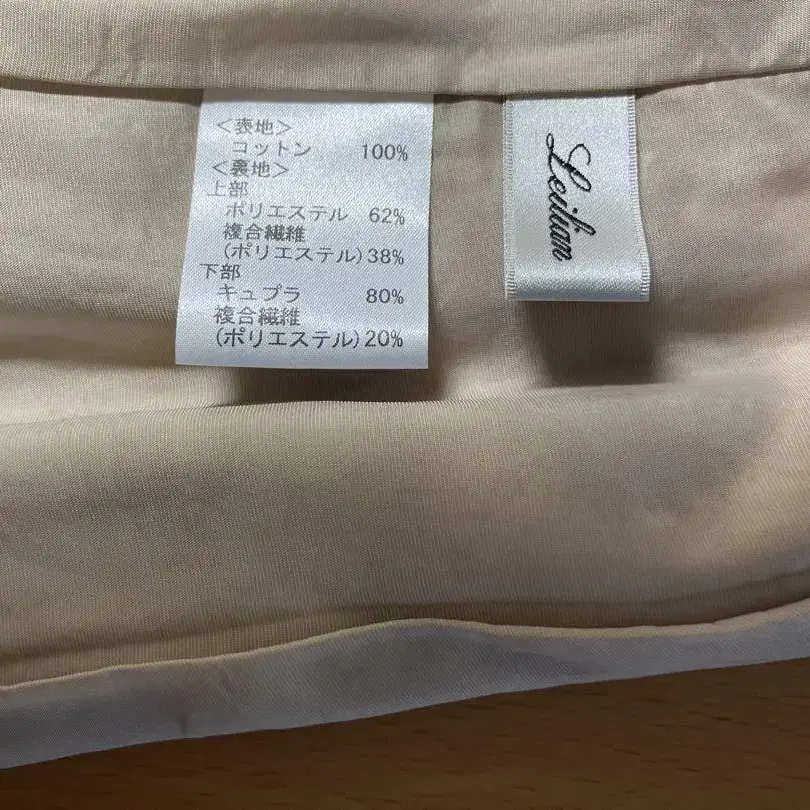 <表地>
コットン 100%
<裏地>
上部
ポリエステル 62%
複合繊維
(ポリエステル)38%
下部
キュプラ 80%
複合繊維
(ポリエステル)20%
Leilian